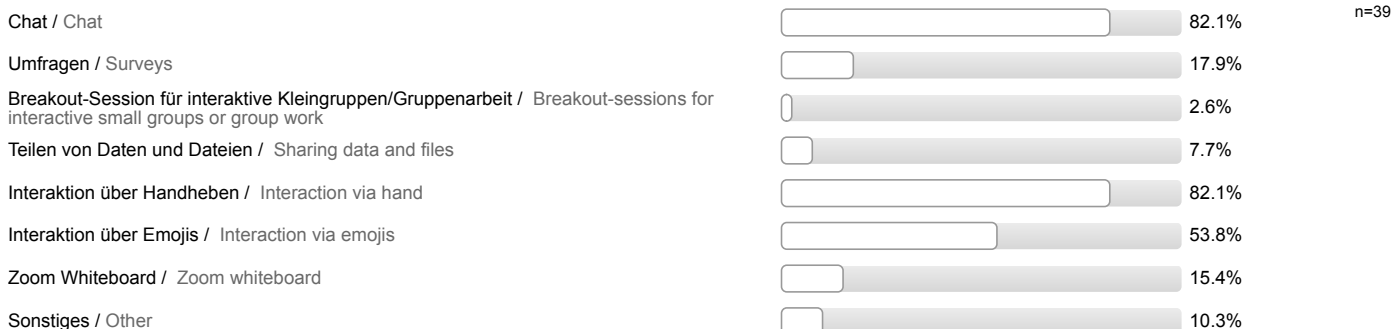 n=39
Chat / Chat 82.1%
Umfragen / Surveys 17.9%
Breakout-Session für interaktive Kleingruppen/Gruppenarbeit / Breakout-sessions for
interactive small groups or group work 2.6%
Teilen von Daten und Dateien / Sharing data and files 7.7%
Interaktion über Handheben / Interaction via hand 82.1%
Interaktion über Emojis / Interaction via emojis 53.8%
Zoom Whiteboard / Zoom whiteboard 15.4%
Sonstiges / Other 10.3%